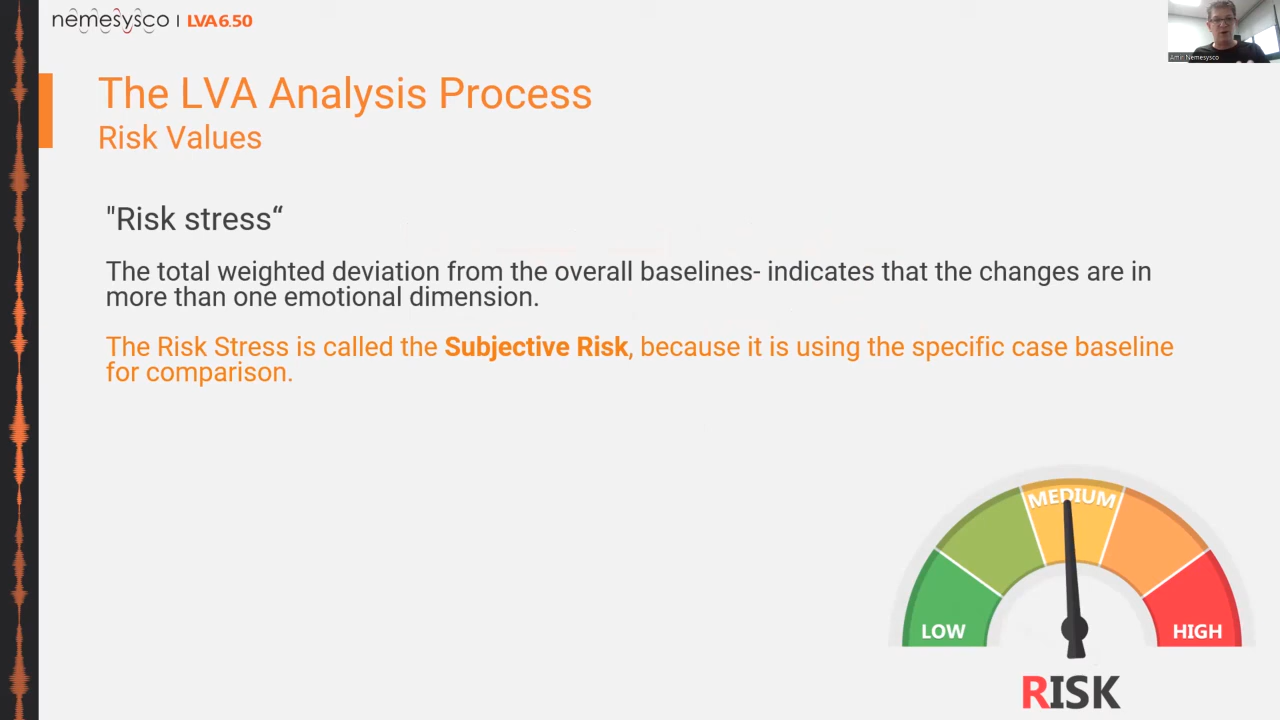 nemesysco | LVA6.50
Amir Nemesysco
The LVA Analysis Process
Risk Values
"Risk stress“
The total weighted deviation from the overall baselines- indicates that the changes are in
more than one emotional dimension.
The Risk Stress is called the Subjective Risk, because it is using the specific case baseline
for comparison.
MEDIUM
LOW
HIGH
RISK